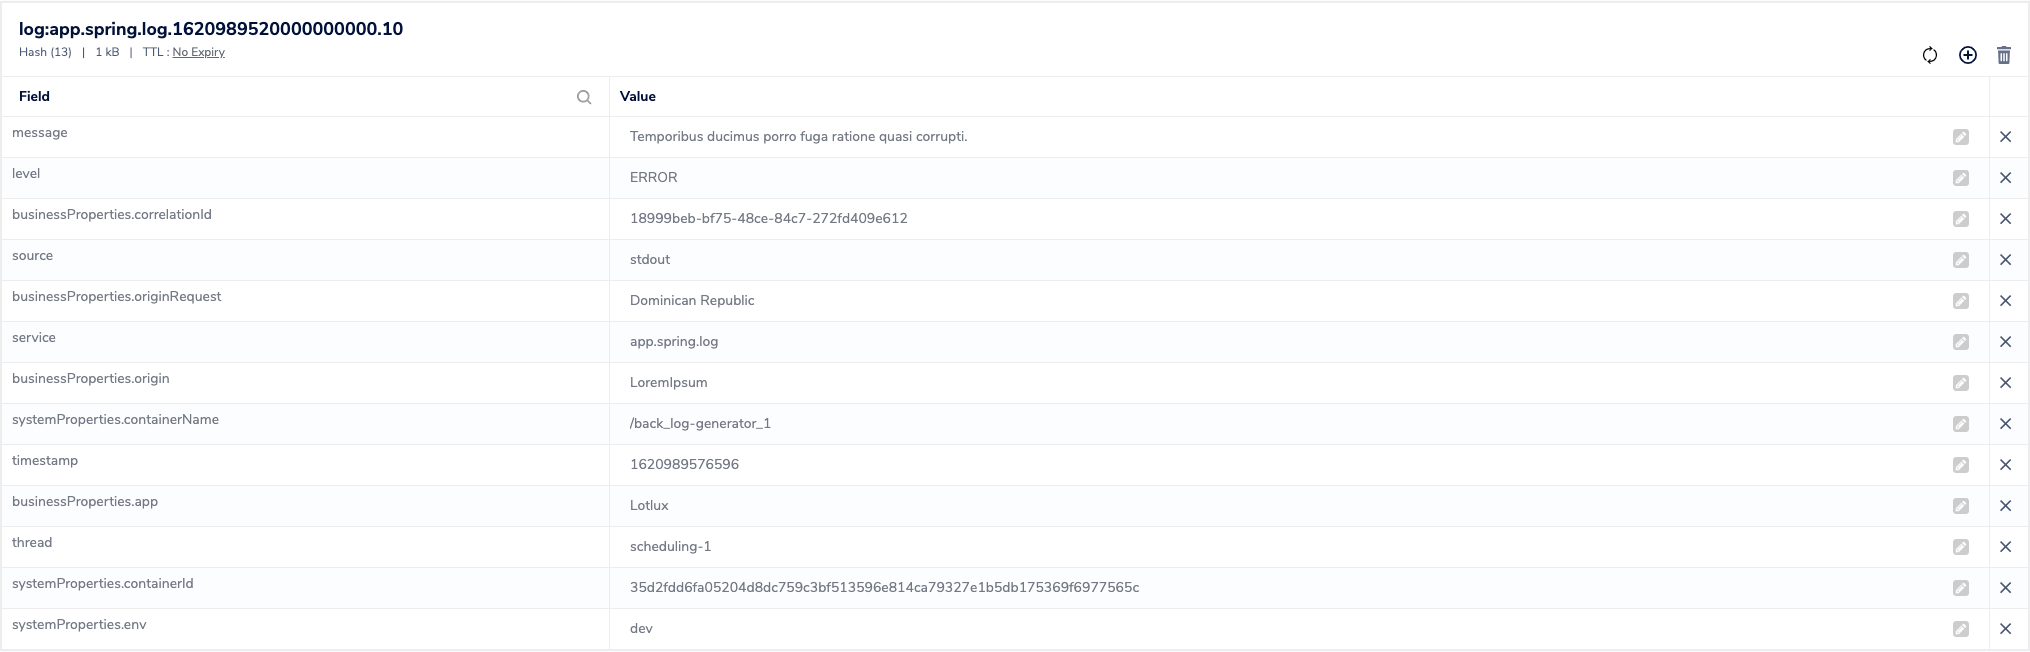 log:app.spring.log.1620989520000000000.10
Hash (13) | 1 kB | TTL : No Expiry
Field Value
message Temporibus ducimus porro fuga ratione quasi corrupti.
level ERROR
businessProperties.correlationId 18999beb-bf75-48ce-84c7-272fd409e612
source stdout
businessProperties.originRequest Dominican Republic
service app.spring.log
businessProperties.origin LoremIpsum
systemProperties.containerName /back_log-generator_1
timestamp 1620989576596
businessProperties.app Lotlux
thread scheduling-1
systemProperties.containerId 35d2fdd6fa05204d8dc759c3bf513596e814ca79327e1b5db175369f6977565c
systemProperties.env dev